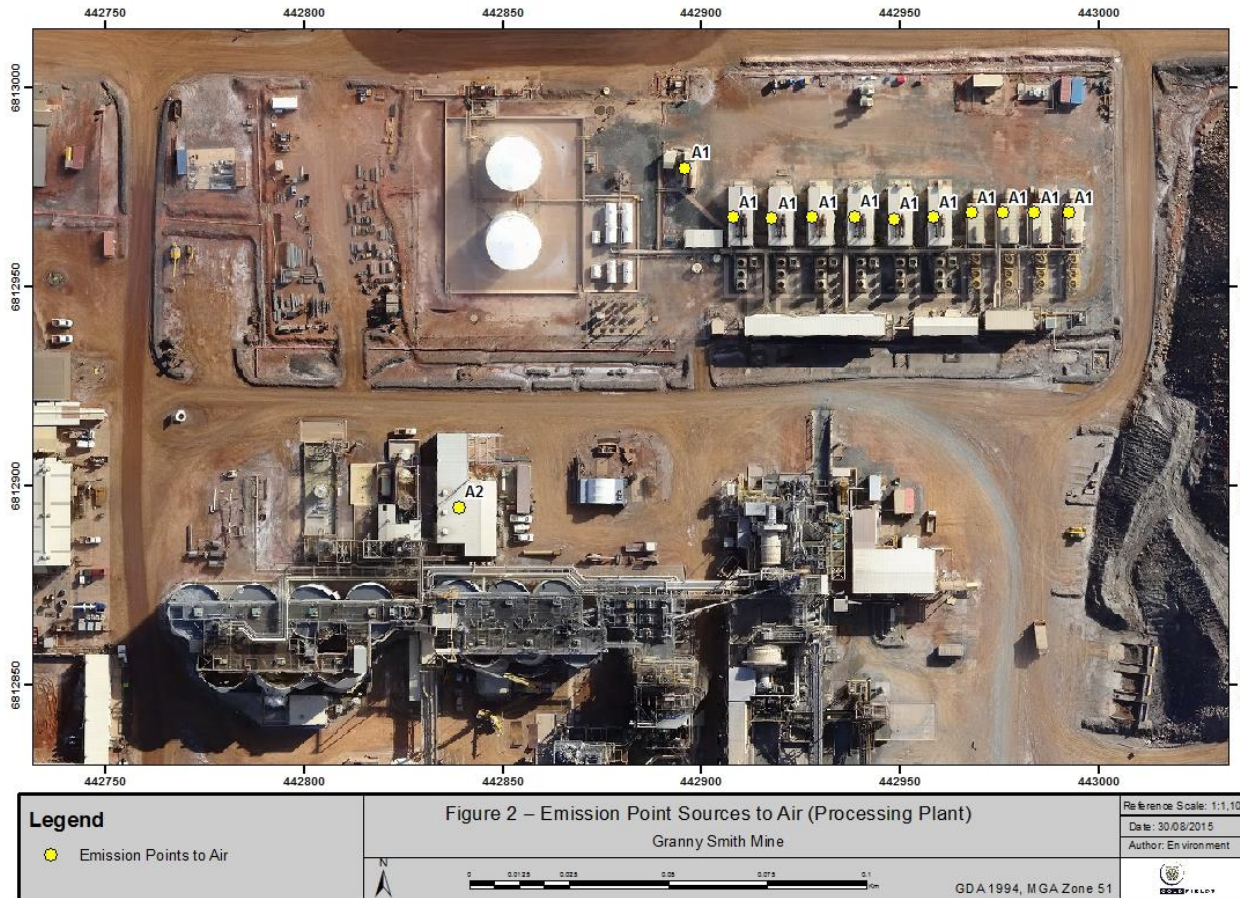 442750 442800 442850 442900 442950 443000
6813000
6812950
6812900
6812850
A1
A1 A1 A1 A1 A1 A1 A1 A1 A1 A1
A2
442750 442800 442850 442900 442950 443000
Legend
Emission Points to Air
Figure 2 – Emission Point Sources to Air (Processing Plant)
Granny Smith Mine
N
0 0.0125 0.025 0.05 0.075 0.1
Km
GDA 1994, MGA Zone 51
Reference Scale: 1:1,10
Date: 30/08/2015
Author: Environment
GOLD FIELDS